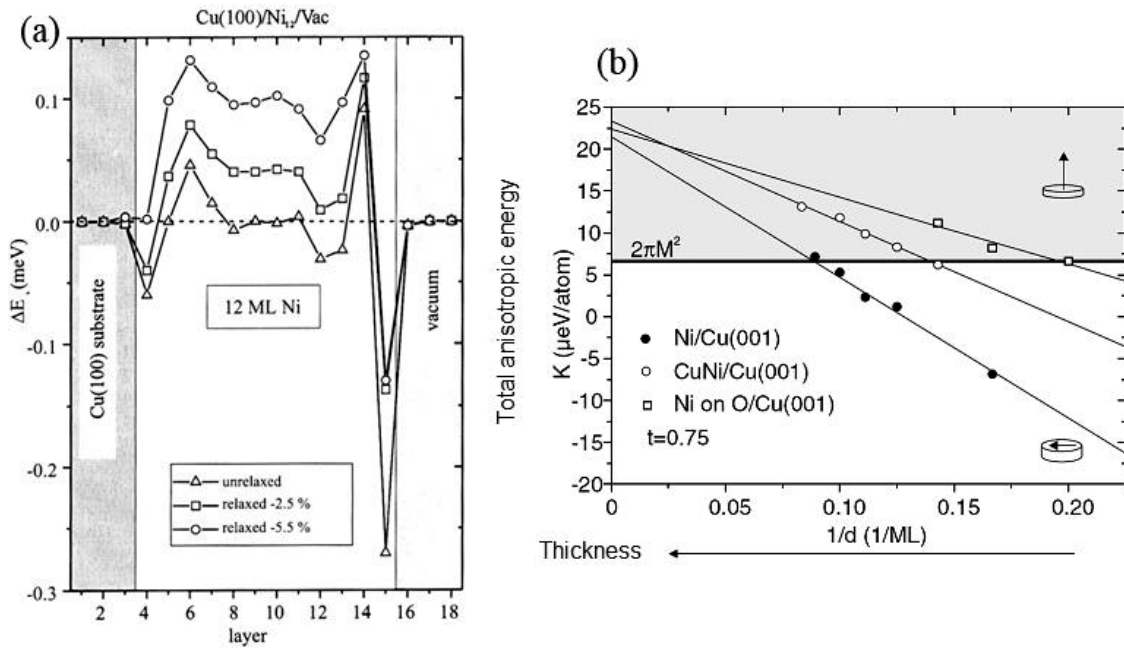 Cu(100)/Ni₁₂/Vac
(a)
0.1
0.0
-0.1
-0.2
-0.3
ΔE, (meV)
Cu(100) substrate
12 ML Ni
vacuum
unrelaxed
relaxed -2.5 %
relaxed -5.5 %
2 4 6 8 10 12 14 16 18
layer
(b)
Total anisotropic energy
K (μeV/atom)
25
20
15
10
5
0
-5
-10
-15
-20
2πM²
Ni/Cu(001)
CuNi/Cu(001)
Ni on O/Cu(001)
t=0.75
0.00 0.05 0.10 0.15 0.20
1/d (1/ML)
Thickness